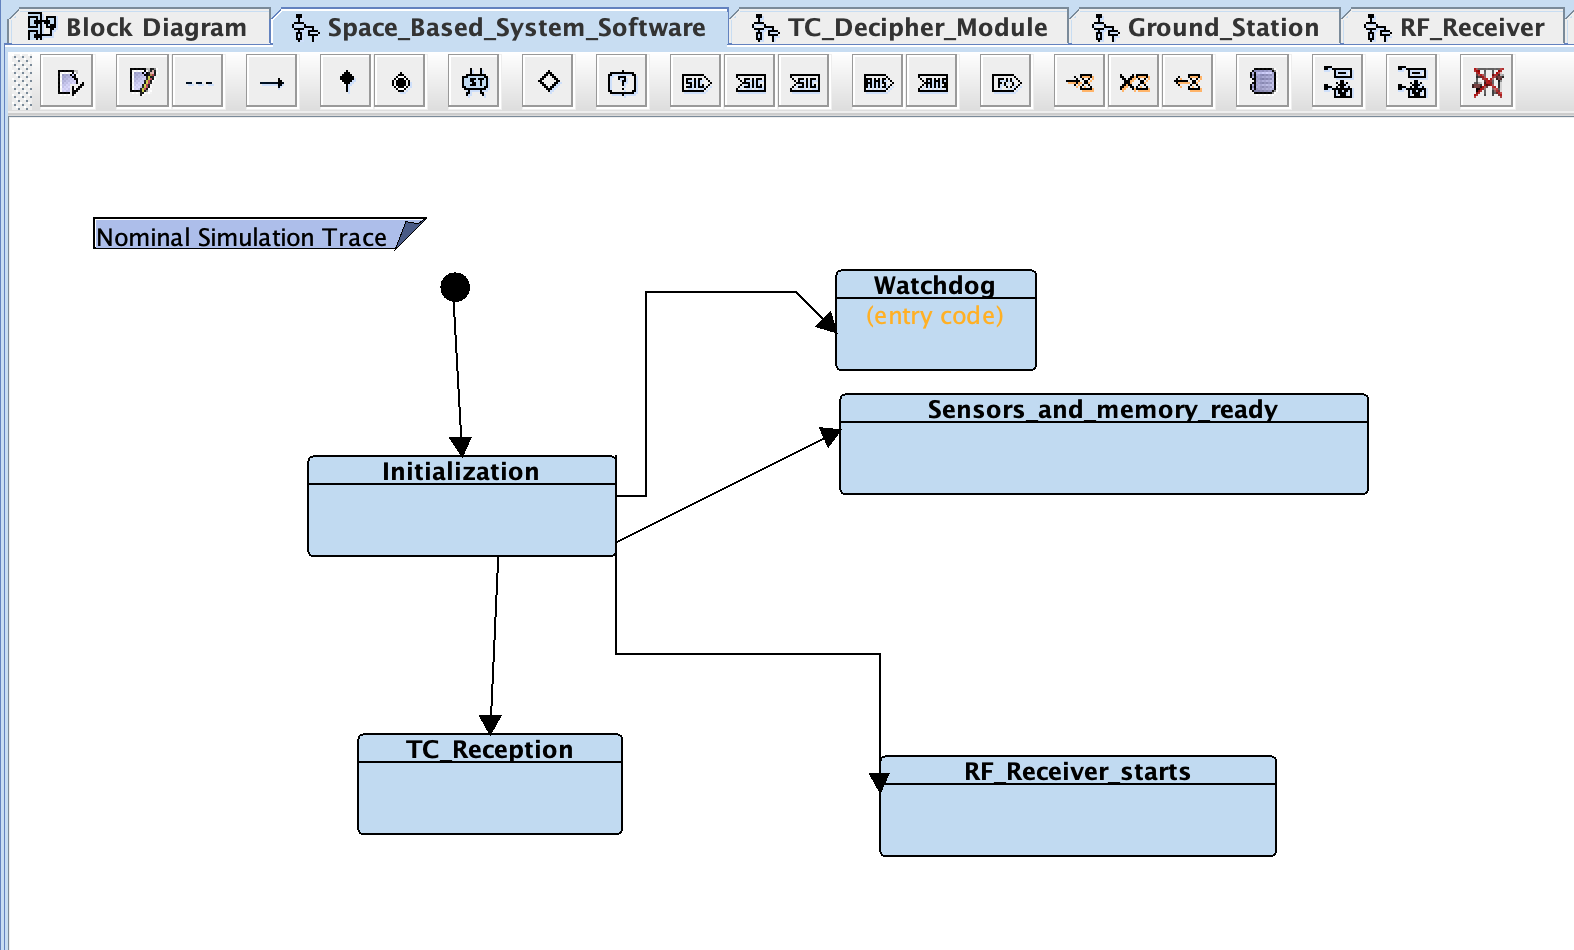 Block Diagram
Space_Based_System_Software
TC_Decipher_Module
Ground_Station
RF_Receiver
Nominal Simulation Trace
Watchdog
(entry code)
Sensors_and_memory_ready
Initialization
TC_Reception
RF_Receiver_starts